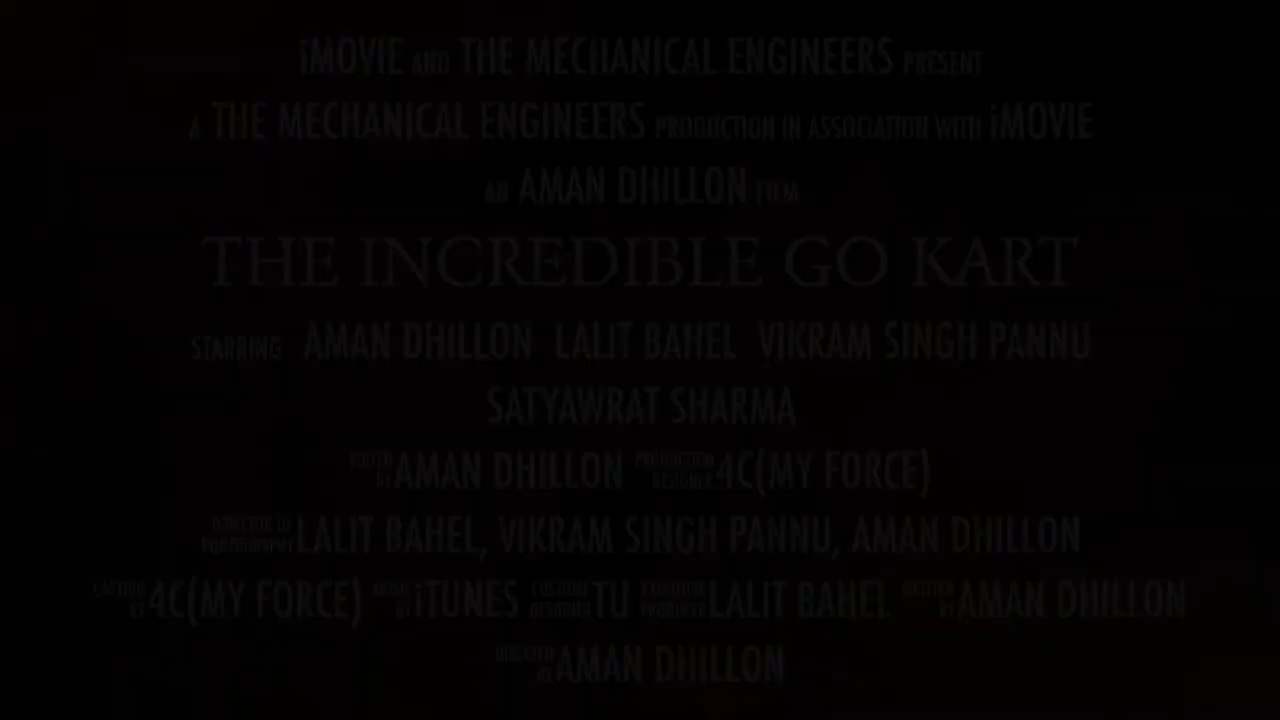 iMOVIE AND THE MECHANICAL ENGINEERS PRESENT
A THE MECHANICAL ENGINEERS PRODUCTION IN ASSOCIATION WITH iMOVIE
AN AMAN DHILLON FILM
THE INCREDIBLE GO KART
STARRING AMAN DHILLON LALIT BAHEL VIKRAM SINGH PANNU
SATYAWRAT SHARMA
EDITED BY AMAN DHILLON PRODUCTION DESIGNER 4C(MY FORCE)
DIRECTOR OF PHOTOGRAPHY LALIT BAHEL, VIKRAM SINGH PANNU, AMAN DHILLON
CASTING BY 4C(MY FORCE) MUSIC BY iTUNES COSTUME DESIGNER TU EXECUTIVE PRODUCER LALIT BAHEL WRITTEN BY AMAN DHILLON
DIRECTED BY AMAN DHILLON